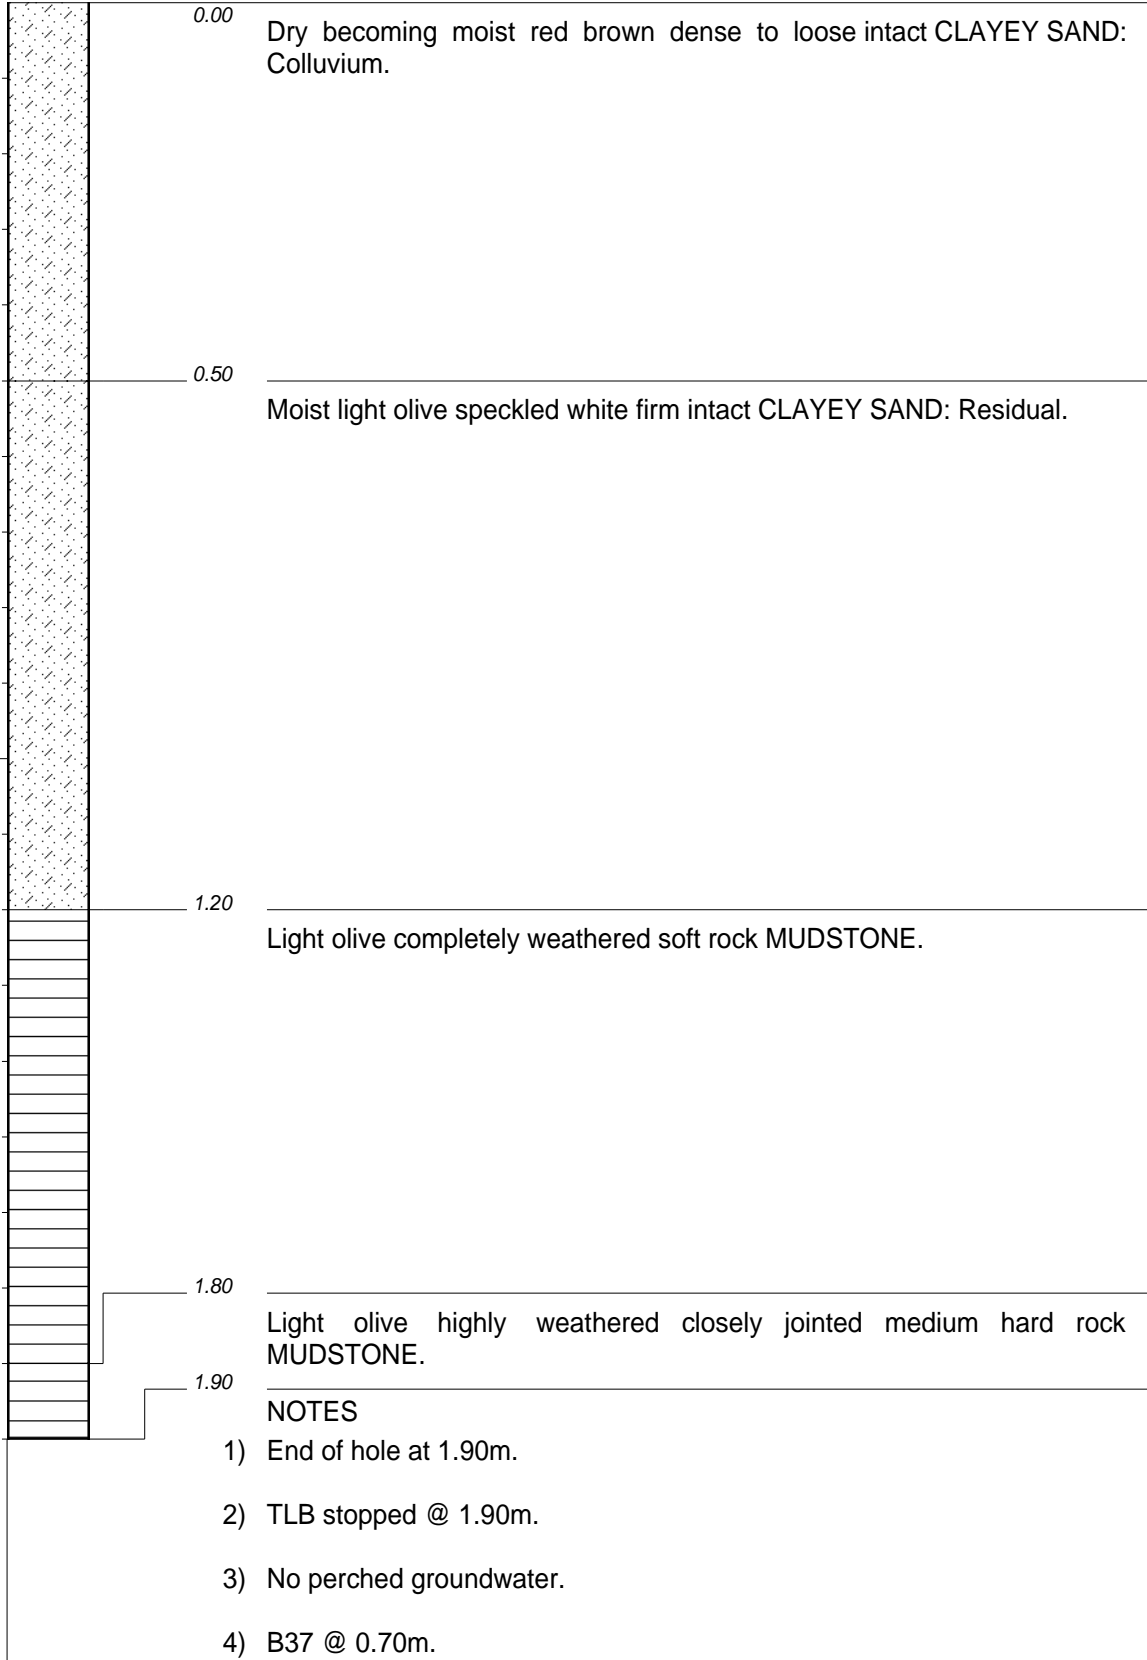 0.00
Dry becoming moist red brown dense to loose intact CLAYEY SAND:
Colluvium.
0.50
Moist light olive speckled white firm intact CLAYEY SAND: Residual.
1.20
Light olive completely weathered soft rock MUDSTONE.
1.80
Light olive highly weathered closely jointed medium hard rock
MUDSTONE.
1.90
NOTES
1) End of hole at 1.90m.
2) TLB stopped @ 1.90m.
3) No perched groundwater.
4) B37 @ 0.70m.